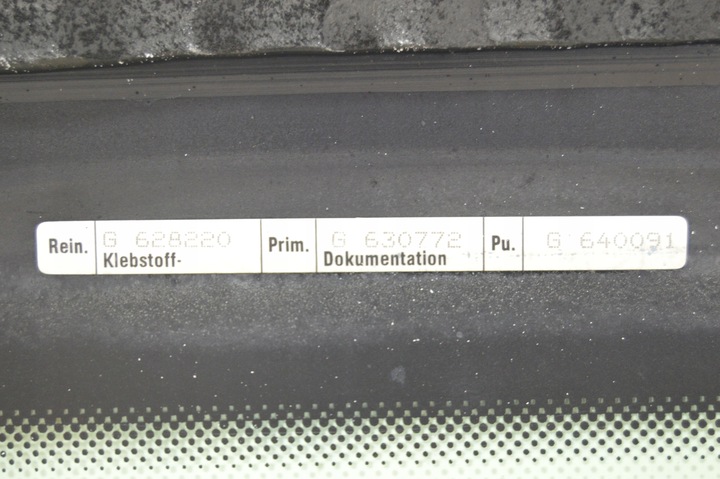 Rein. G 628220 Prim. G 630772 Pu. G 640091
Klebstoff- Dokumentation